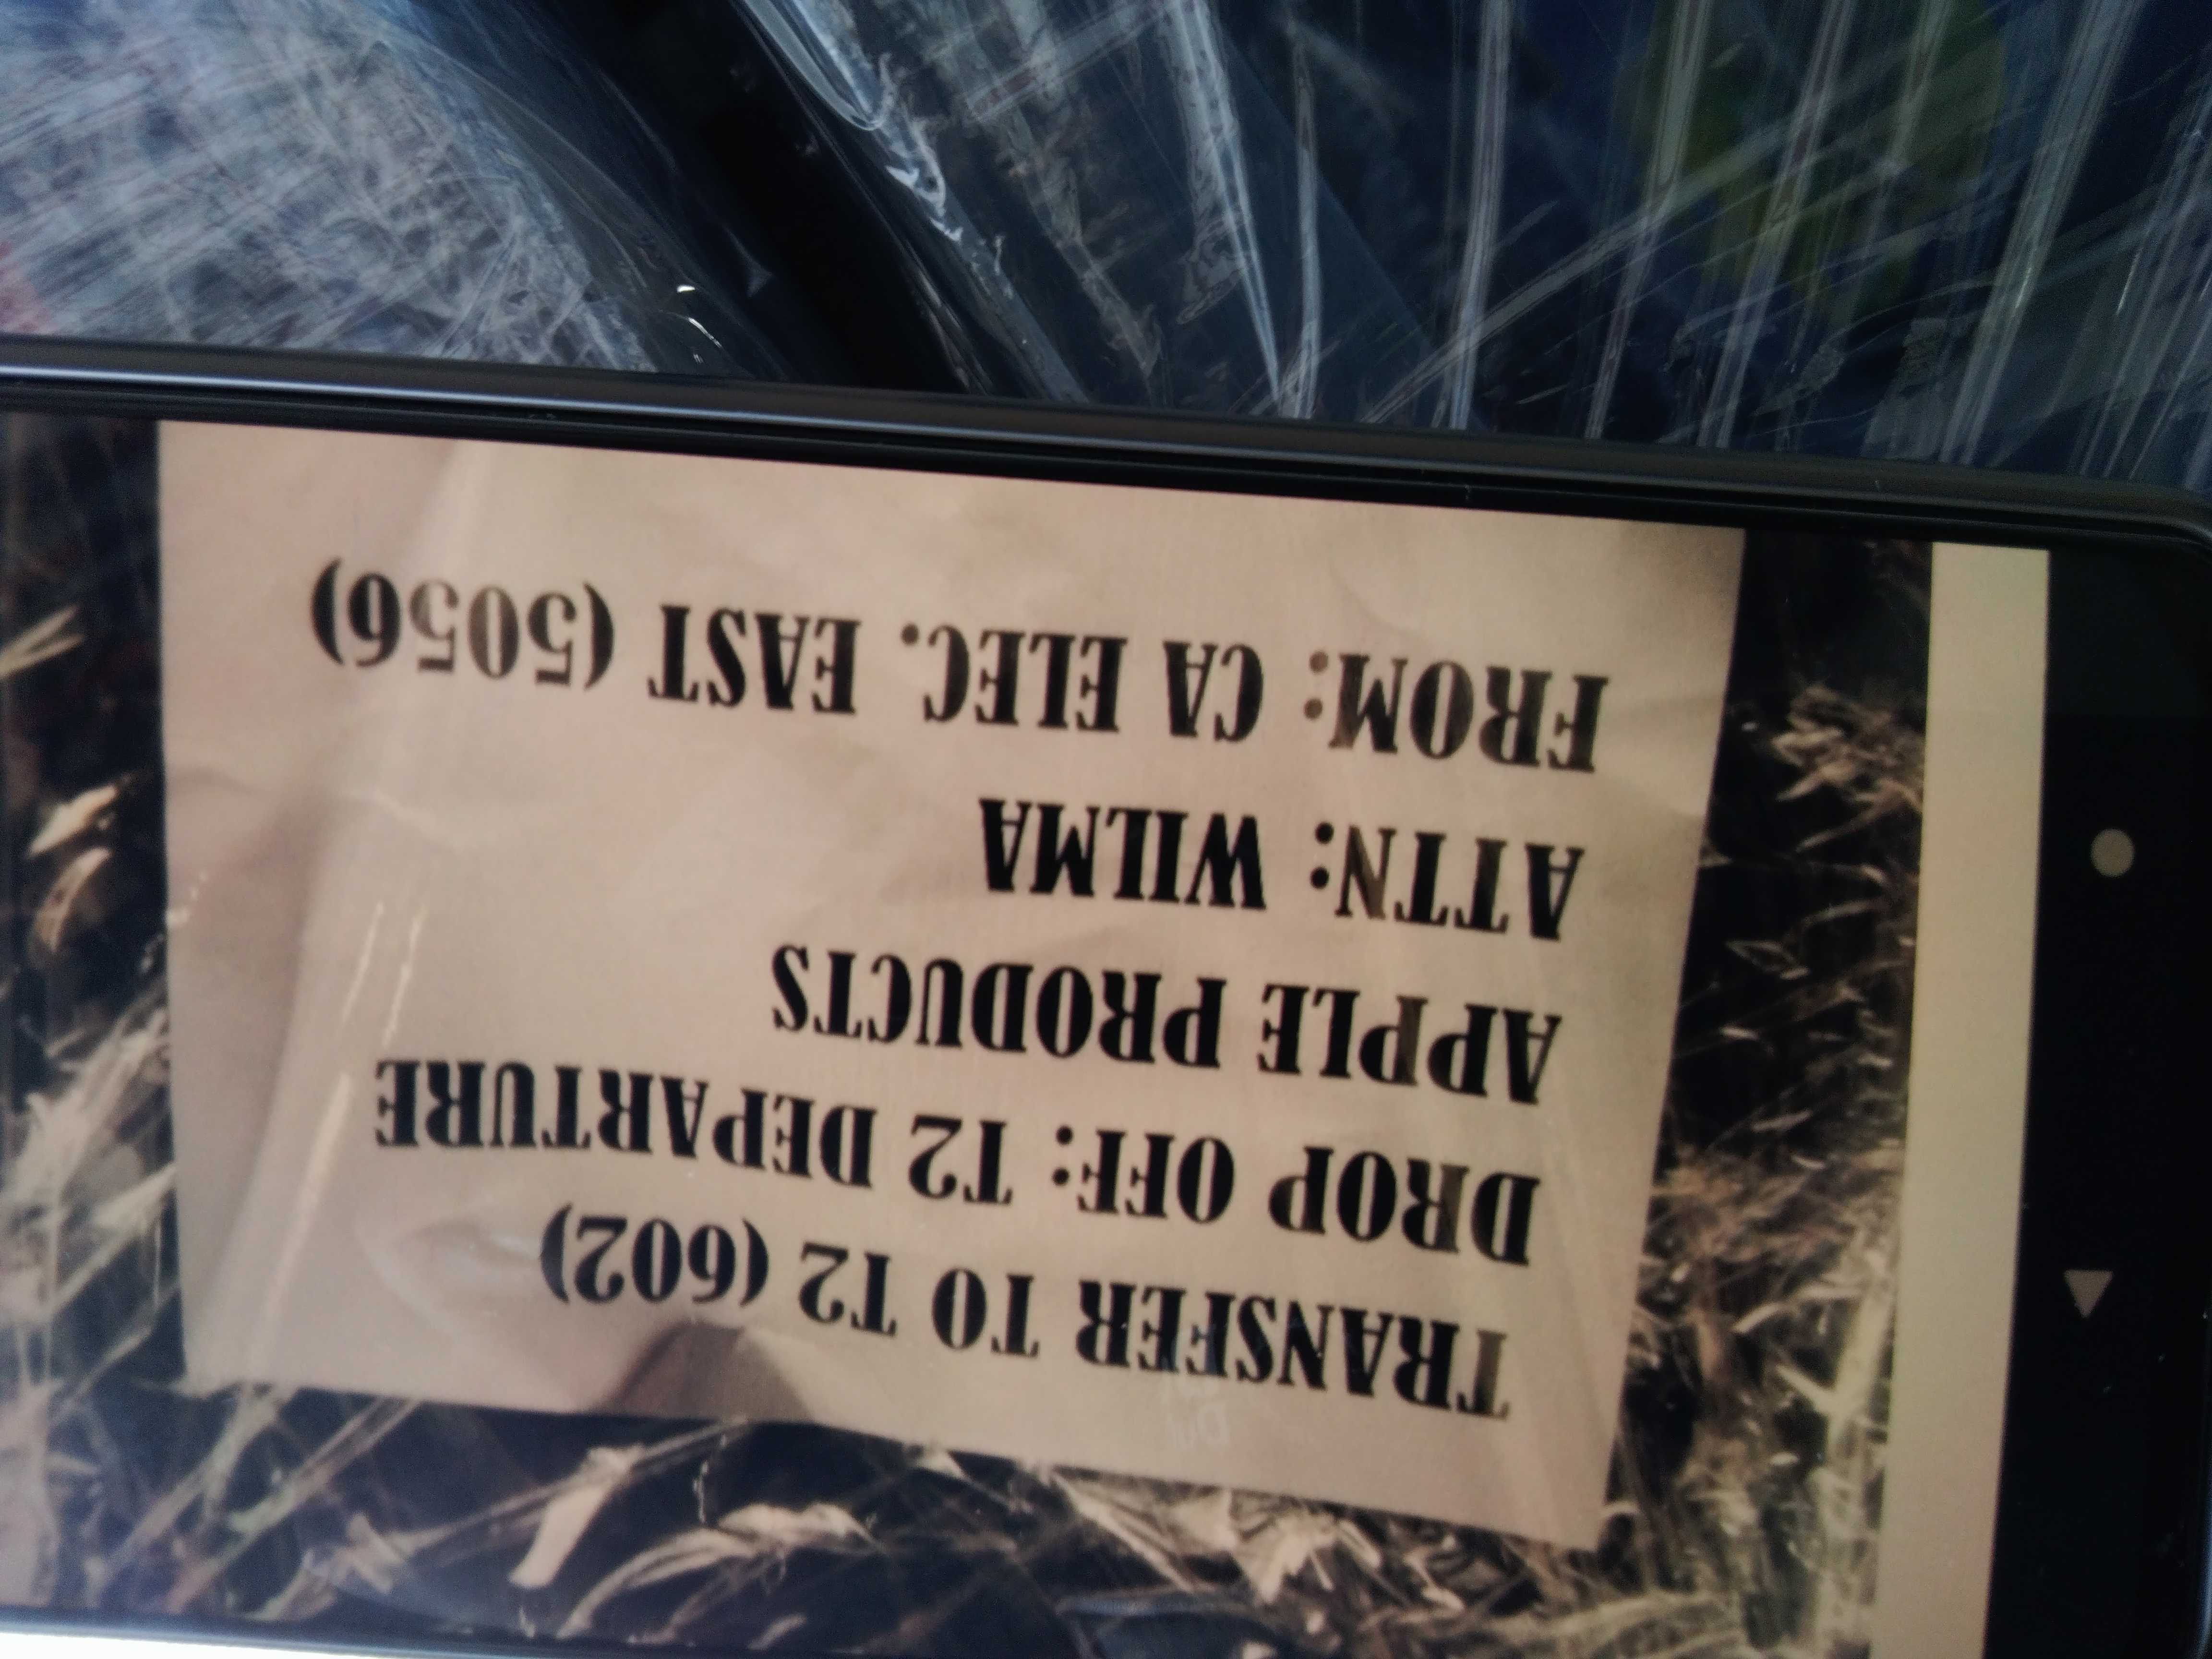 TRANSFER TO T2 (602)
DROP OFF: T2 DEPARTURE
APPLE PRODUCTS
ATTN: WILMA
FROM: CA ELEC. EAST (5056)